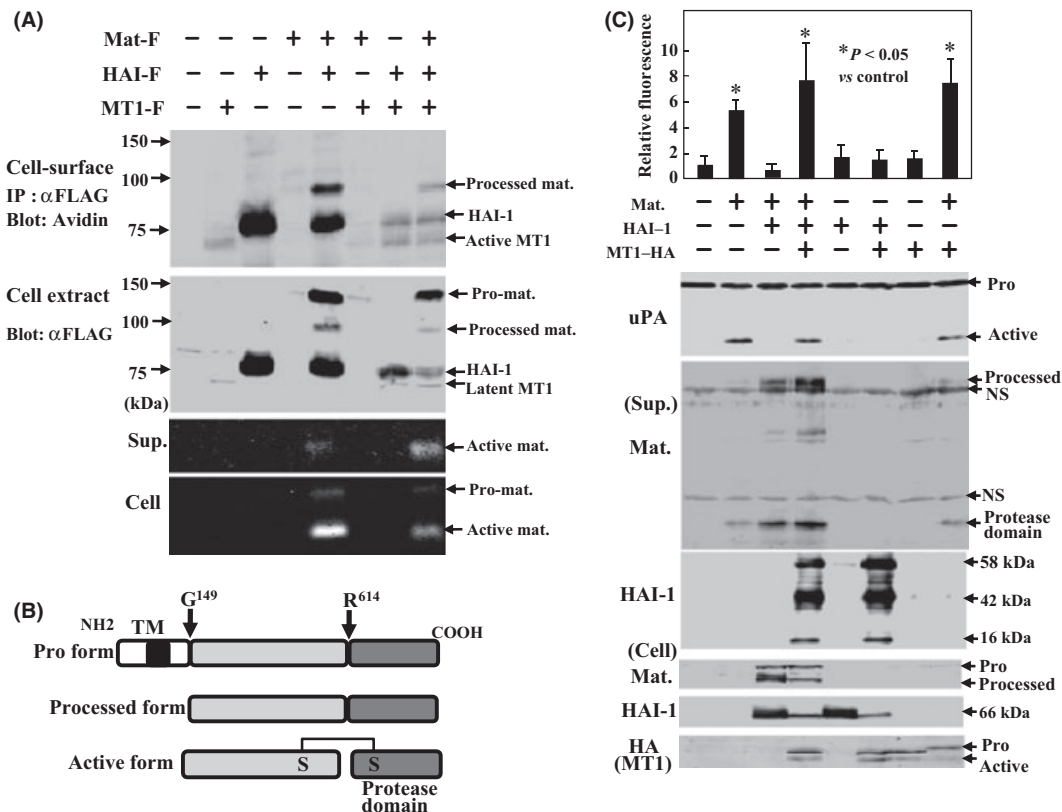 (A)
Mat-F – – – + + + – +
HAI-F – – + – + – + +
MT1-F – + – – – + + +
Cell-surface
IP : αFLAG
Blot: Avidin
150
100
75
Processed mat.
HAI-1
Active MT1
Cell extract
Blot: αFLAG
150
100
75
(kDa)
Pro-mat.
Processed mat.
HAI-1
Latent MT1
Sup.
Active mat.
Cell
Pro-mat.
Active mat.
(B)
G149
R614
NH2
TM
COOH
Pro form
Processed form
Active form
S
S
Protease
domain
(C)
Relative fluorescence
10
8
6
4
2
0
*
*
*
*P < 0.05
vs control
Mat. – + + + – – – +
HAI–1 – – + + + + – –
MT1–HA – – – + – + + +
uPA
Pro
Active
(Sup.)
Mat.
Processed
NS
NS
Protease
domain
HAI-1
58 kDa
42 kDa
16 kDa
(Cell)
Mat.
Pro
Processed
HAI-1
66 kDa
HA
(MT1)
Pro
Active